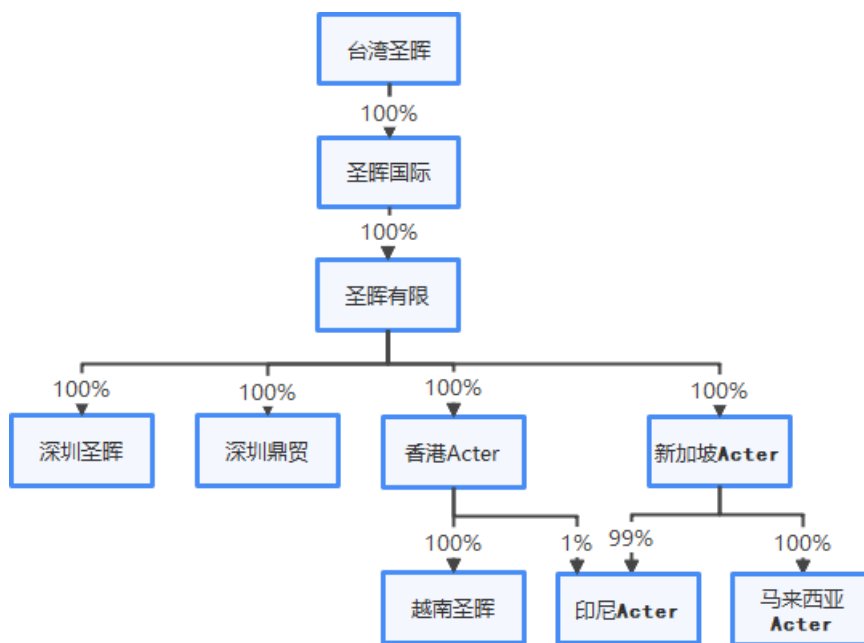 台湾圣晖
100%
圣晖国际
100%
圣晖有限
100%
100%
100%
100%
深圳圣晖
深圳鼎贸
香港Acter
新加坡Acter
100%
1%
99%
100%
越南圣晖
印尼Acter
马来西亚
Acter